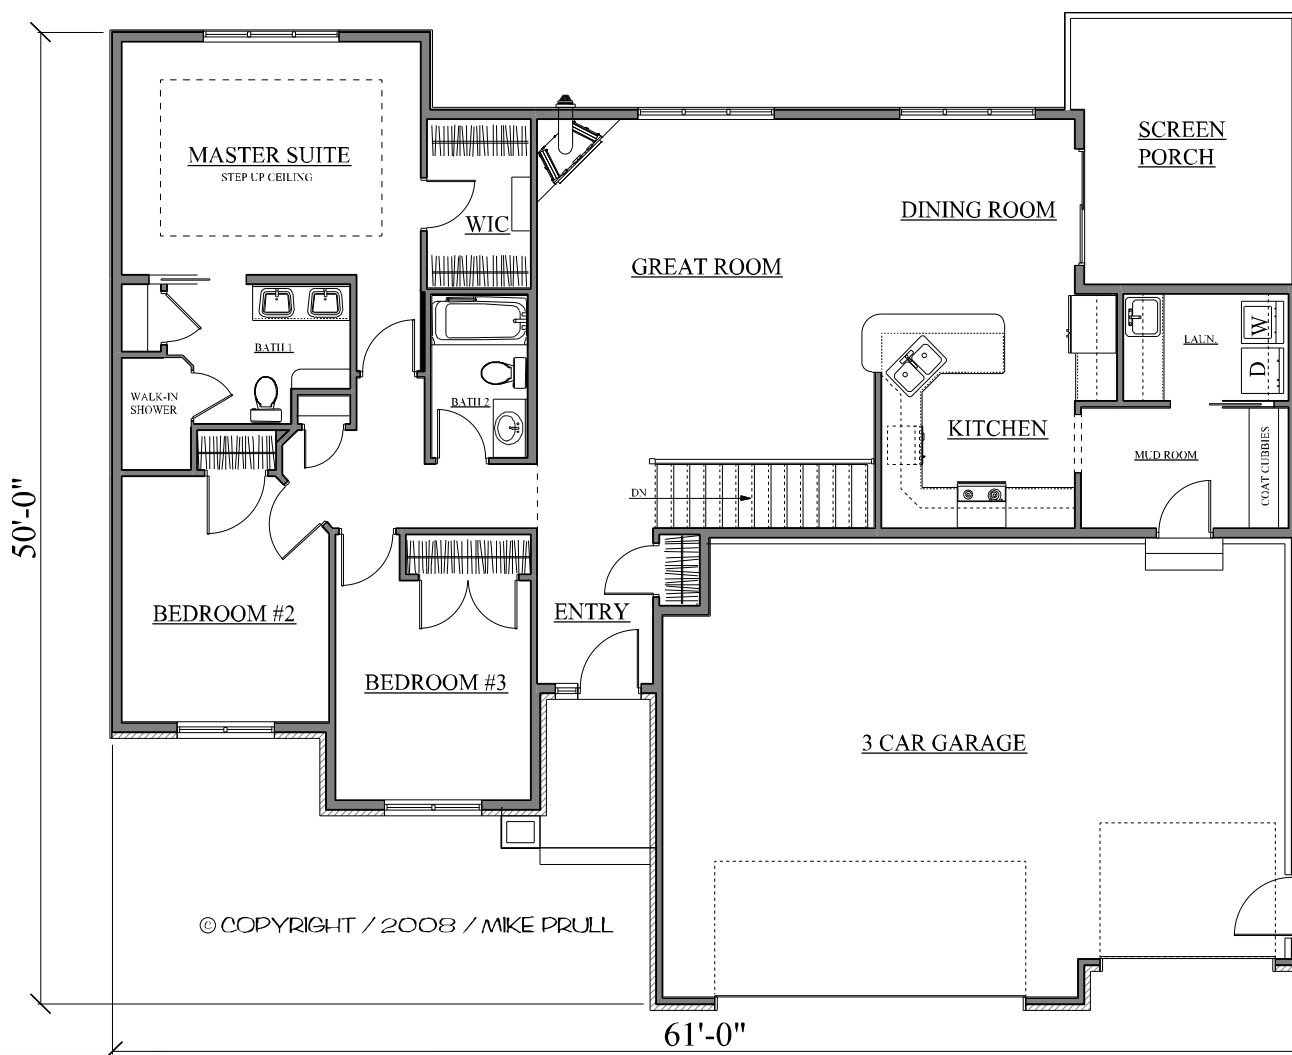 50'-0"
MASTER SUITE
STEP UP CEILING
WIC
SCREEN
PORCH
DINING ROOM
GREAT ROOM
BATH 1
WALK-IN
SHOWER
BATH 2
LAUN.
W
D
KITCHEN
MUD ROOM
COAT CUBBIES
DN
BEDROOM #2
ENTRY
BEDROOM #3
3 CAR GARAGE
© COPYRIGHT / 2008 / MIKE PRULL
61'-0"